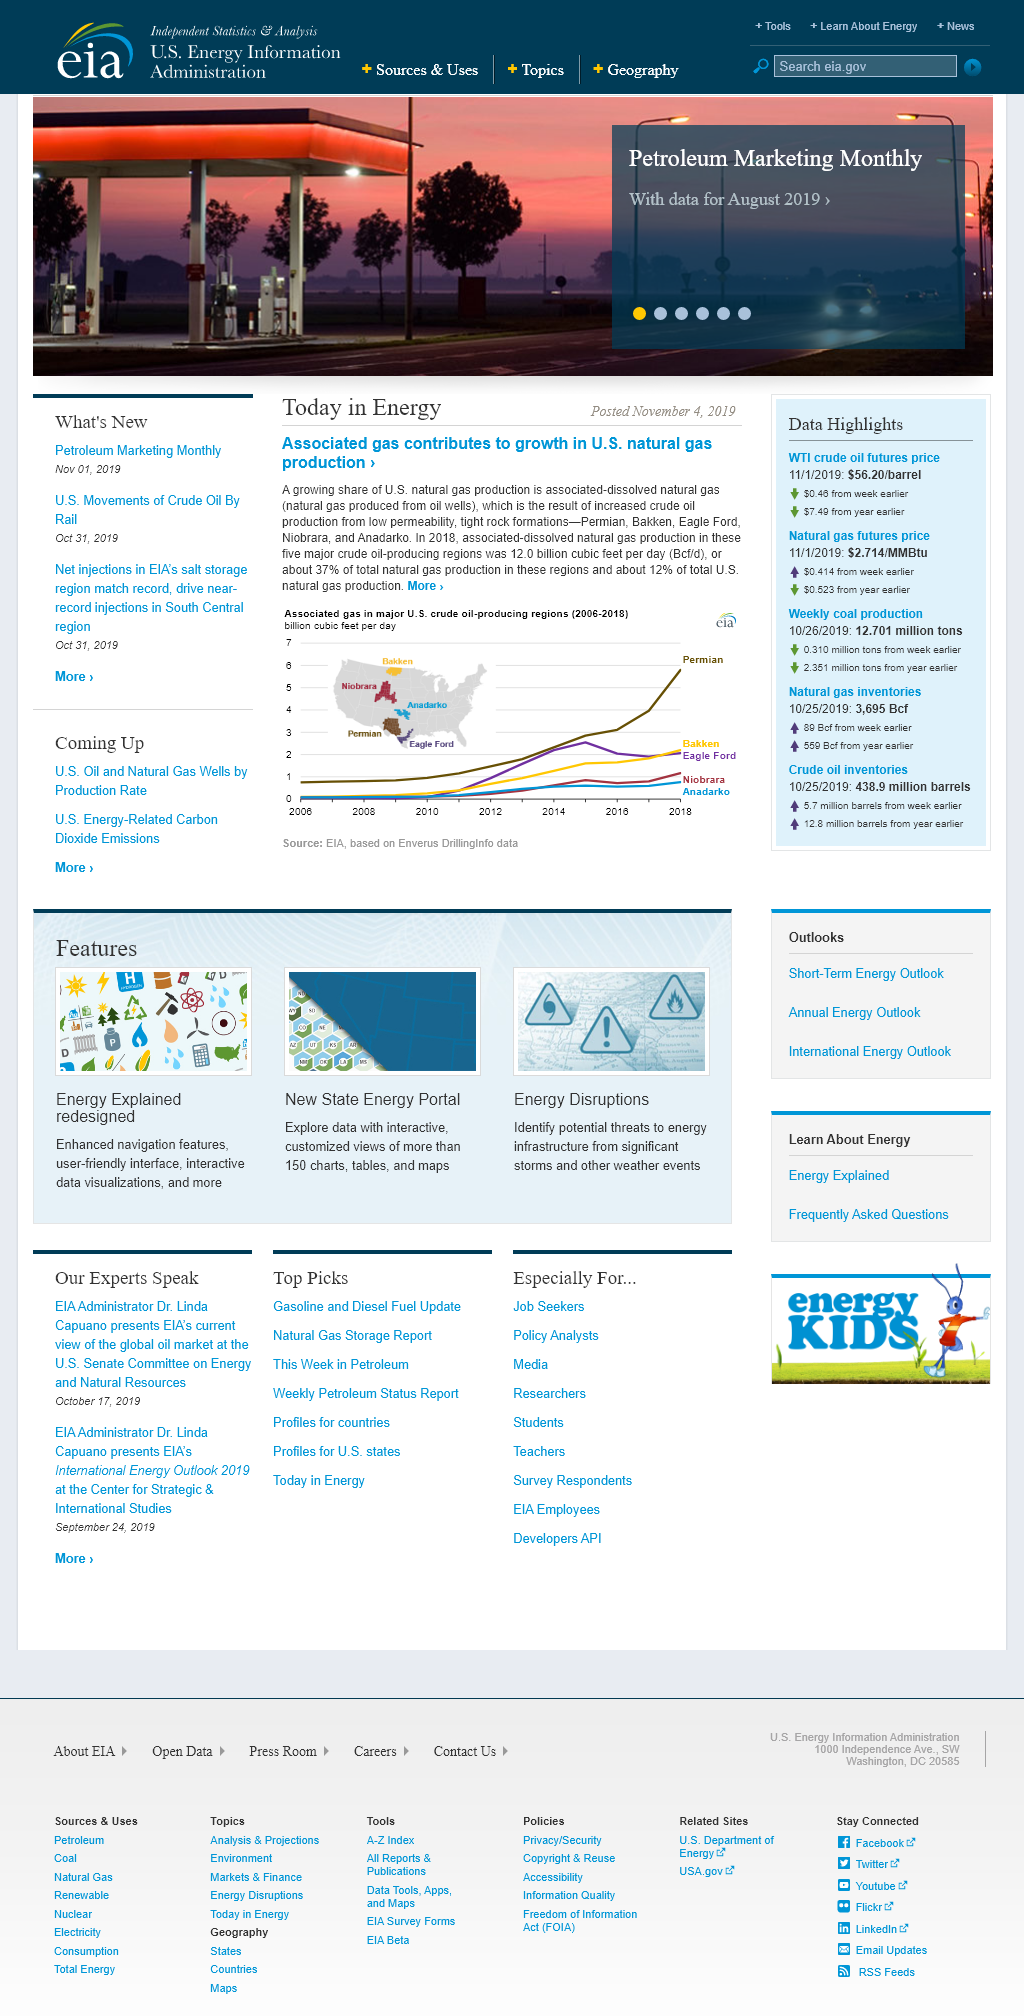 + Tools + Learn About Energy + News
eia
Independent Statistics & Analysis
U.S. Energy Information
Administration
+ Sources & Uses + Topics + Geography
Search eia.gov
Petroleum Marketing Monthly
With data for August 2019 ›
What's New
Petroleum Marketing Monthly
Nov 01, 2019
U.S. Movements of Crude Oil By
Rail
Oct 31, 2019
Net injections in EIA's salt storage
region match record, drive near-
record injections in South Central
region
Oct 31, 2019
More ›
Coming Up
U.S. Oil and Natural Gas Wells by
Production Rate
U.S. Energy-Related Carbon
Dioxide Emissions
More ›
Today in Energy
Posted November 4, 2019
Associated gas contributes to growth in U.S. natural gas
production ›
A growing share of U.S. natural gas production is associated-dissolved natural gas
(natural gas produced from oil wells), which is the result of increased crude oil
production from low permeability, tight rock formations—Permian, Bakken, Eagle Ford,
Niobrara, and Anadarko. In 2018, associated-dissolved natural gas production in these
five major crude oil-producing regions was 12.0 billion cubic feet per day (Bcf/d), or
about 37% of total natural gas production in these regions and about 12% of total U.S.
natural gas production. More ›
Associated gas in major U.S. crude oil-producing regions (2006-2018)
billion cubic feet per day
eia
7
6
5
4
3
2
1
0
2006 2008 2010 2012 2014 2016 2018
Bakken
Niobrara
Anadarko
Permian
Eagle Ford
Permian
Bakken
Eagle Ford
Niobrara
Anadarko
Source: EIA, based on Enverus DrillingInfo data
Data Highlights
WTI crude oil futures price
11/1/2019: $56.20/barrel
$0.46 from week earlier
$7.49 from year earlier
Natural gas futures price
11/1/2019: $2.714/MMBtu
$0.414 from week earlier
$0.523 from year earlier
Weekly coal production
10/26/2019: 12.701 million tons
0.310 million tons from week earlier
2.351 million tons from year earlier
Natural gas inventories
10/25/2019: 3,695 Bcf
89 Bcf from week earlier
559 Bcf from year earlier
Crude oil inventories
10/25/2019: 438.9 million barrels
5.7 million barrels from week earlier
12.8 million barrels from year earlier
Features
Energy Explained
redesigned
Enhanced navigation features,
user-friendly interface, interactive
data visualizations, and more
New State Energy Portal
Explore data with interactive,
customized views of more than
150 charts, tables, and maps
Energy Disruptions
Identify potential threats to energy
infrastructure from significant
storms and other weather events
Outlooks
Short-Term Energy Outlook
Annual Energy Outlook
International Energy Outlook
Learn About Energy
Energy Explained
Frequently Asked Questions
energy
KIDS
Our Experts Speak
EIA Administrator Dr. Linda
Capuano presents EIA's current
view of the global oil market at the
U.S. Senate Committee on Energy
and Natural Resources
October 17, 2019
EIA Administrator Dr. Linda
Capuano presents EIA's
International Energy Outlook 2019
at the Center for Strategic &
International Studies
September 24, 2019
More ›
Top Picks
Gasoline and Diesel Fuel Update
Natural Gas Storage Report
This Week in Petroleum
Weekly Petroleum Status Report
Profiles for countries
Profiles for U.S. states
Today in Energy
Especially For...
Job Seekers
Policy Analysts
Media
Researchers
Students
Teachers
Survey Respondents
EIA Employees
Developers API
About EIA Open Data Press Room Careers Contact Us
U.S. Energy Information Administration
1000 Independence Ave., SW
Washington, DC 20585
Sources & Uses
Petroleum
Coal
Natural Gas
Renewable
Nuclear
Electricity
Consumption
Total Energy
Topics
Analysis & Projections
Environment
Markets & Finance
Energy Disruptions
Today in Energy
Geography
States
Countries
Maps
Tools
A-Z Index
All Reports &
Publications
Data Tools, Apps,
and Maps
EIA Survey Forms
EIA Beta
Policies
Privacy/Security
Copyright & Reuse
Accessibility
Information Quality
Freedom of Information
Act (FOIA)
Related Sites
U.S. Department of
Energy
USA.gov
Stay Connected
Facebook
Twitter
Youtube
Flickr
LinkedIn
Email Updates
RSS Feeds